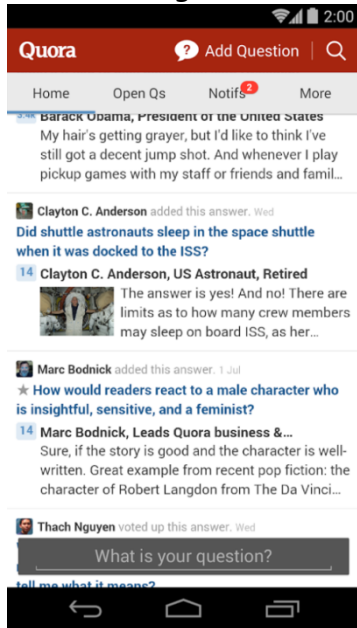 2:00
Quora
Add Question
Home Open Qs Notifs 2 More
3.4k Barack Obama, President of the United States
My hair's getting grayer, but I'd like to think I've
still got a decent jump shot. And whenever I play
pickup games with my staff or friends and famil...
Clayton C. Anderson added this answer. Wed
Did shuttle astronauts sleep in the space shuttle
when it was docked to the ISS?
14 Clayton C. Anderson, US Astronaut, Retired
The answer is yes! And no! There are
limits as to how many crew members
may sleep on board ISS, as her...
Marc Bodnick added this answer. 1 Jul
How would readers react to a male character who
is insightful, sensitive, and a feminist?
14 Marc Bodnick, Leads Quora business &...
Sure, if the story is good and the character is well-
written. Great example from recent pop fiction: the
character of Robert Langdon from The Da Vinci...
Thach Nguyen voted up this answer. Wed
What is your question?
tell me what it means?